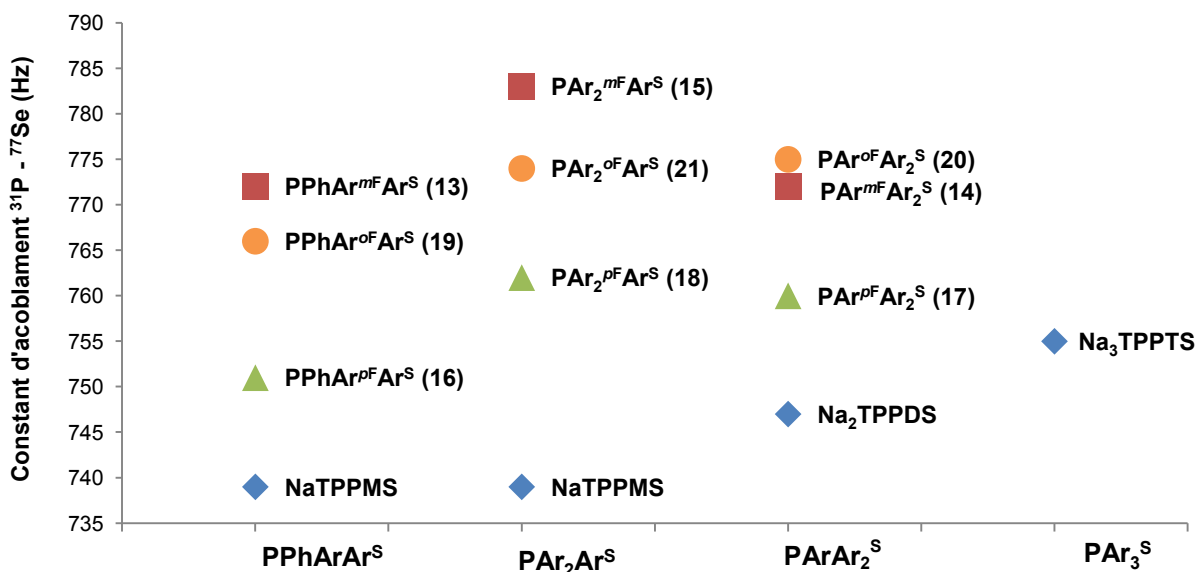 Constant d'acoblament ³¹P - ⁷⁷Se (Hz)
790
785
780
775
770
765
760
755
750
745
740
735
PAr₂ᵐFArˢ (15)
PArᵒFAr₂ˢ (20)
PAr₂ᵒFArˢ (21)
PPhArᵐFArˢ (13)
PArᵐFAr₂ˢ (14)
PPhArᵒFArˢ (19)
PAr₂ᵖFArˢ (18)
PArᵖFAr₂ˢ (17)
Na₃TPPTS
PPhArᵖFArˢ (16)
Na₂TPPDS
NaTPPMS
NaTPPMS
PPhArArˢ
PAr₂Arˢ
PArAr₂ˢ
PAr₃ˢ